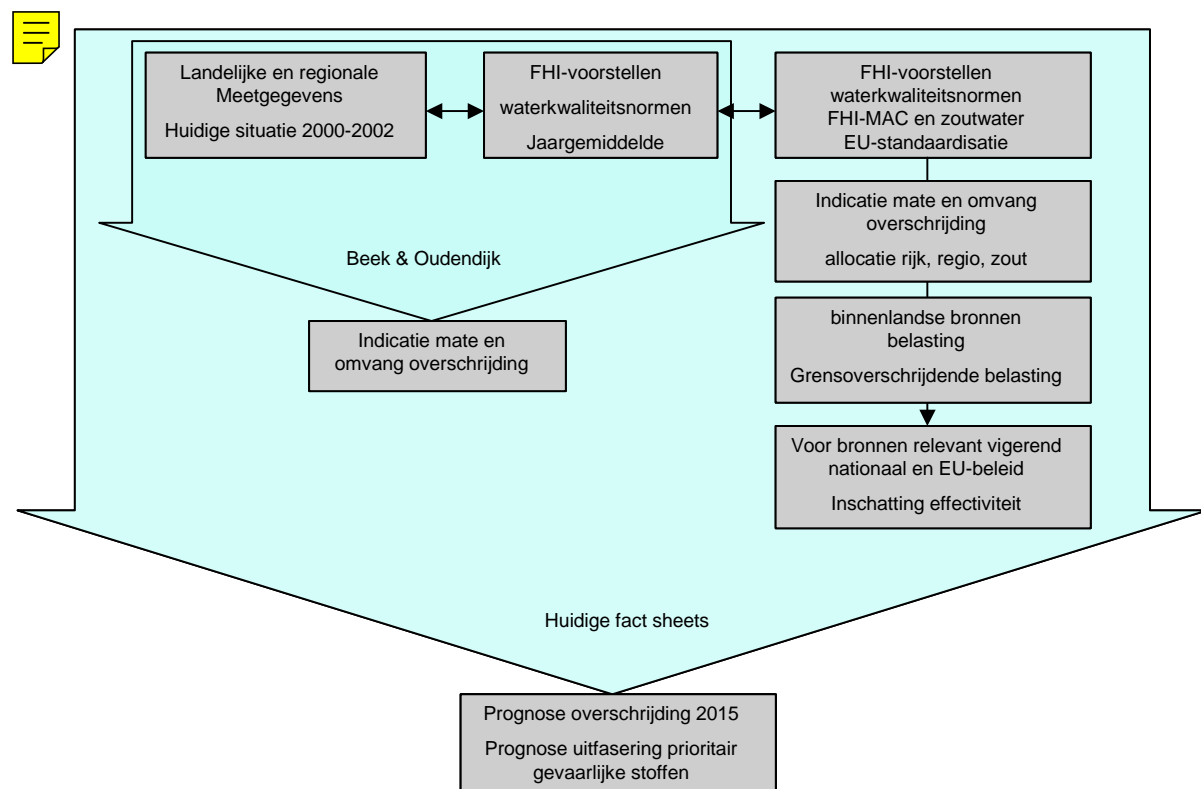 Landelijke en regionale
Meetgegevens
Huidige situatie 2000-2002
FHI-voorstellen
waterkwaliteitsnormen
Jaargemiddelde
FHI-voorstellen
waterkwaliteitsnormen
FHI-MAC en zoutwater
EU-standaardisatie
Indicatie mate en omvang
overschrijding
allocatie rijk, regio, zout
Beek & Oudendijk
binnenlandse bronnen
belasting
Grensoverschrijdende belasting
Indicatie mate en
omvang overschrijding
Voor bronnen relevant vigerend
nationaal en EU-beleid
Inschatting effectiviteit
Huidige fact sheets
Prognose overschrijding 2015
Prognose uitfasering prioritair
gevaarlijke stoffen